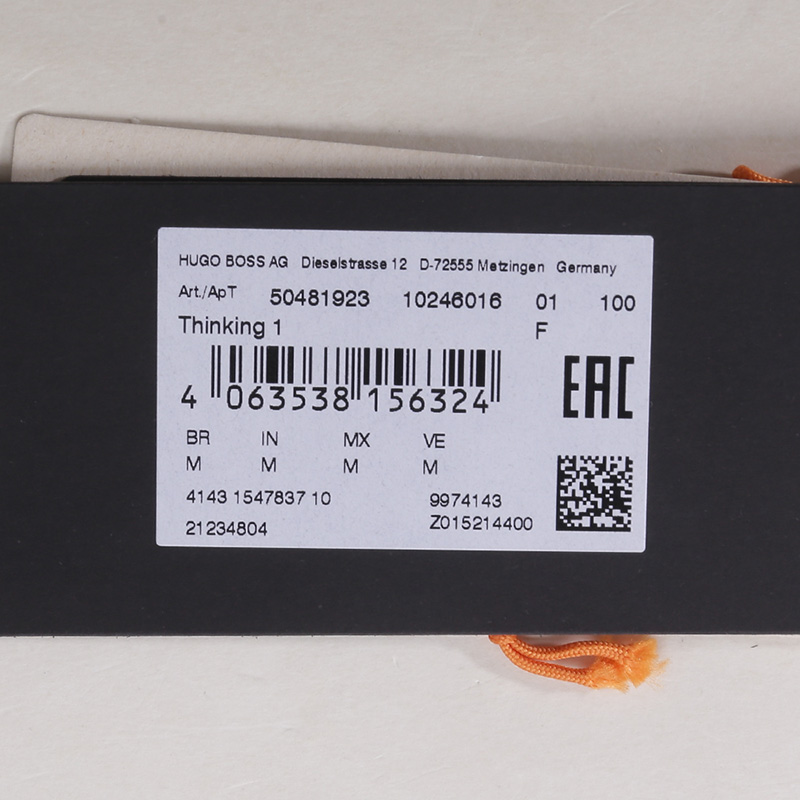 HUGO BOSS AG Dieselstrasse 12 D-72555 Metzingen Germany
Art./ApT 50481923 10246016 01 100
Thinking 1 F
4 063538 156324
EAC
BR IN MX VE
M M M M
4143 1547837 10 9974143
21234804 Z015214400